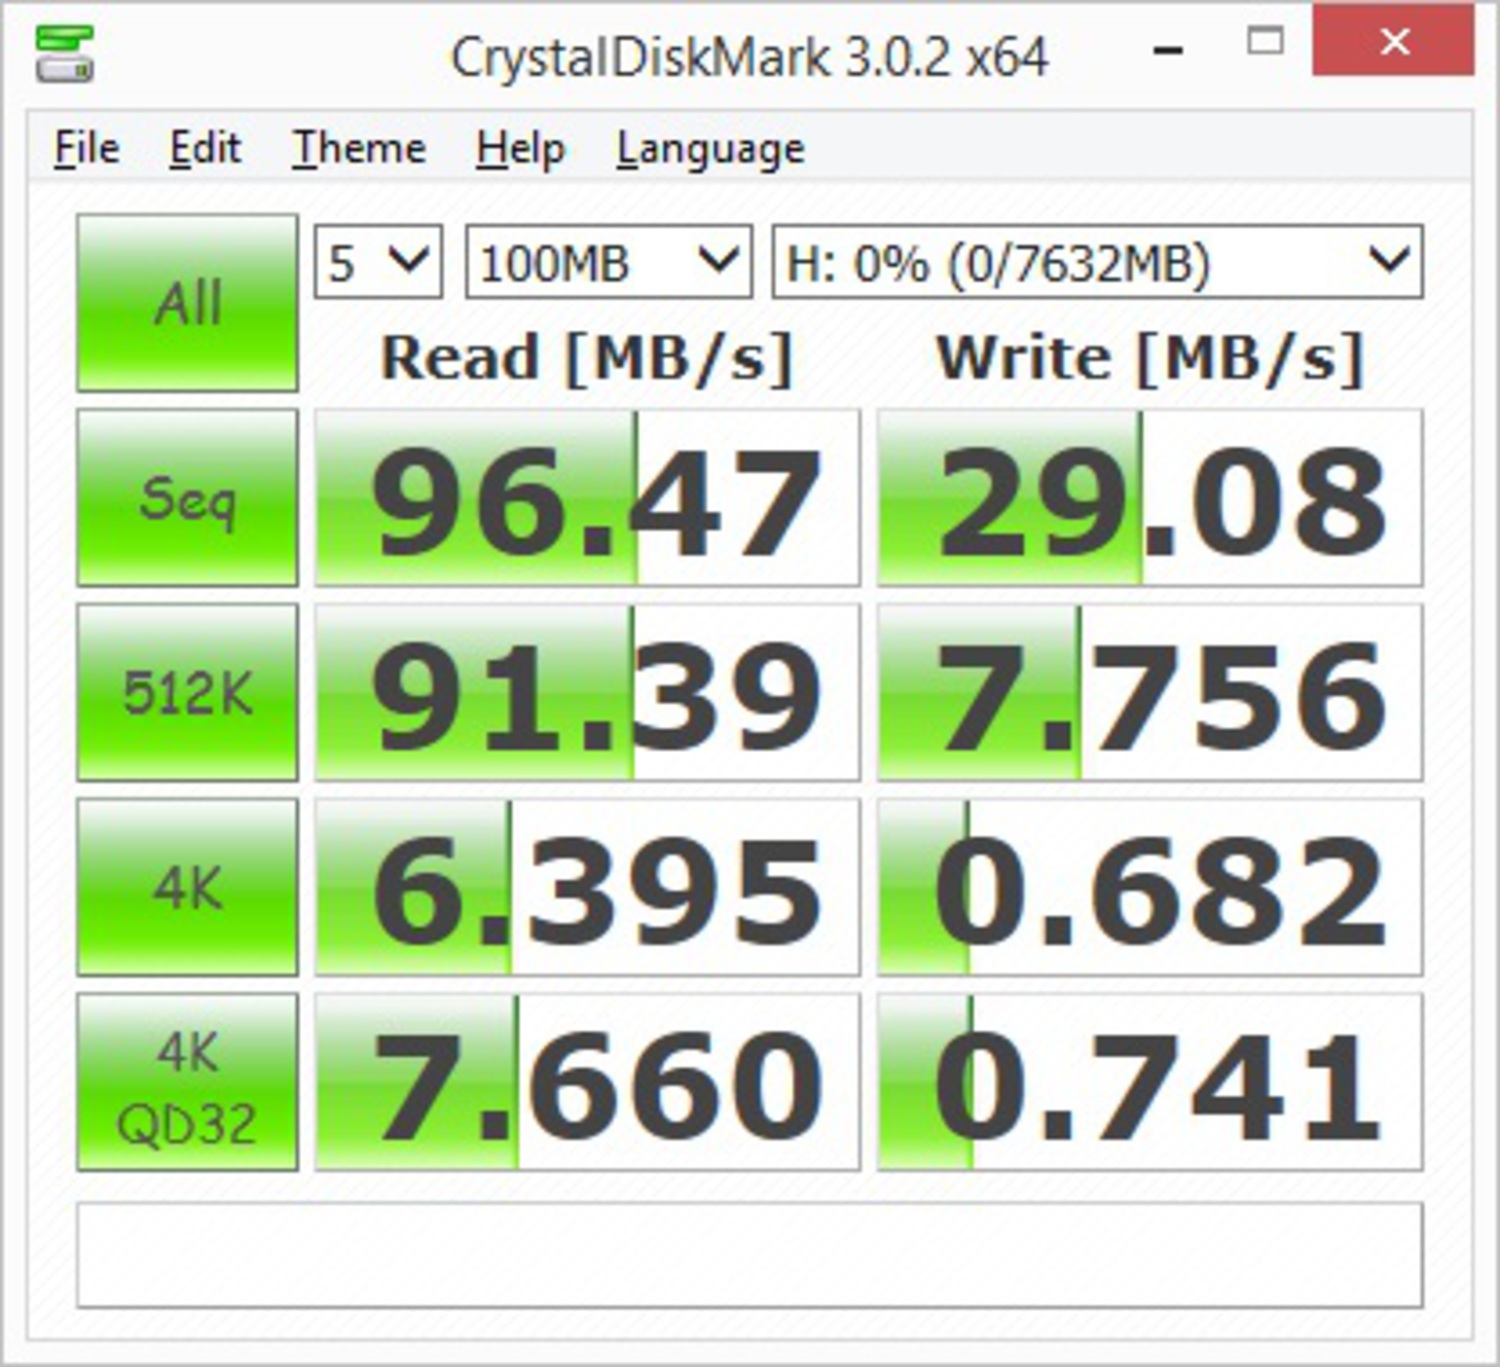 CrystalDiskMark 3.0.2 x64
File Edit Theme Help Language
All 5 100MB H: 0% (0/7632MB)
Read [MB/s] Write [MB/s]
Seq 96.47 29.08
512K 91.39 7.756
4K 6.395 0.682
4K
QD32 7.660 0.741